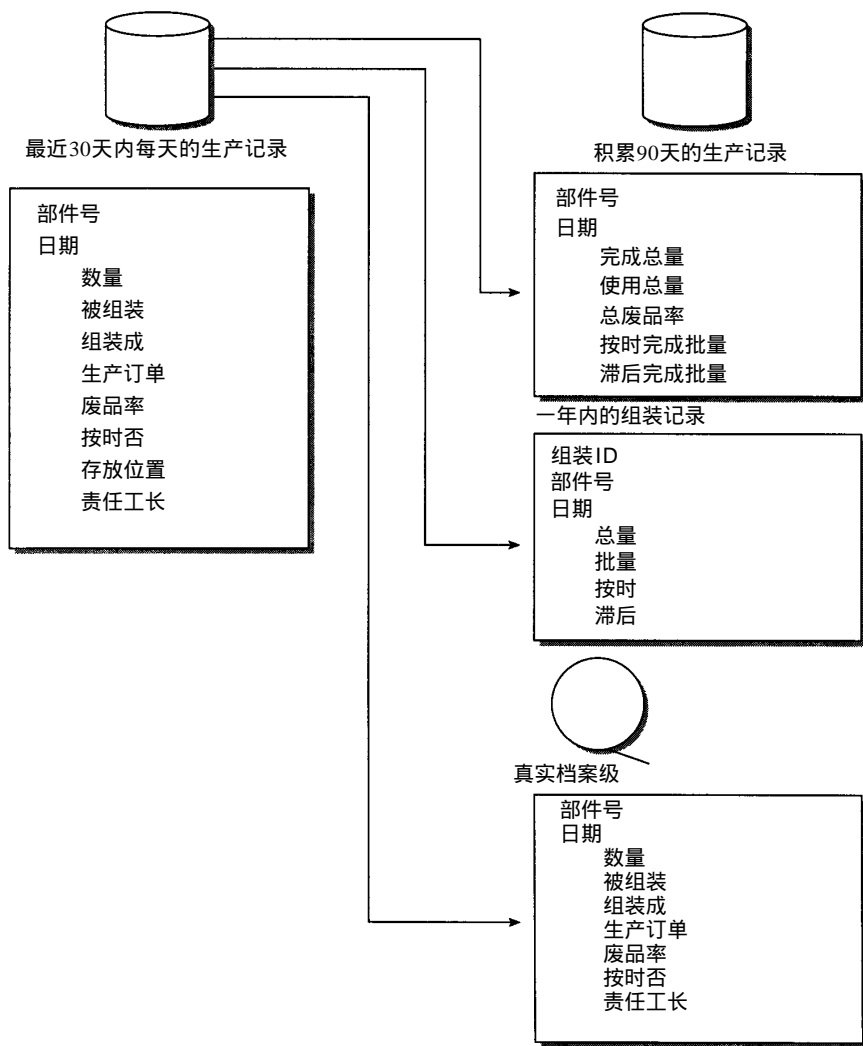 最近30天内每天的生产记录
部件号
日期
数量
被组装
组装成
生产订单
废品率
按时否
存放位置
责任工长
积累90天的生产记录
部件号
日期
完成总量
使用总量
总废品率
按时完成批量
滞后完成批量
一年内的组装记录
组装ID
部件号
日期
总量
批量
按时
滞后
真实档案级
部件号
日期
数量
被组装
组装成
生产订单
废品率
按时否
责任工长